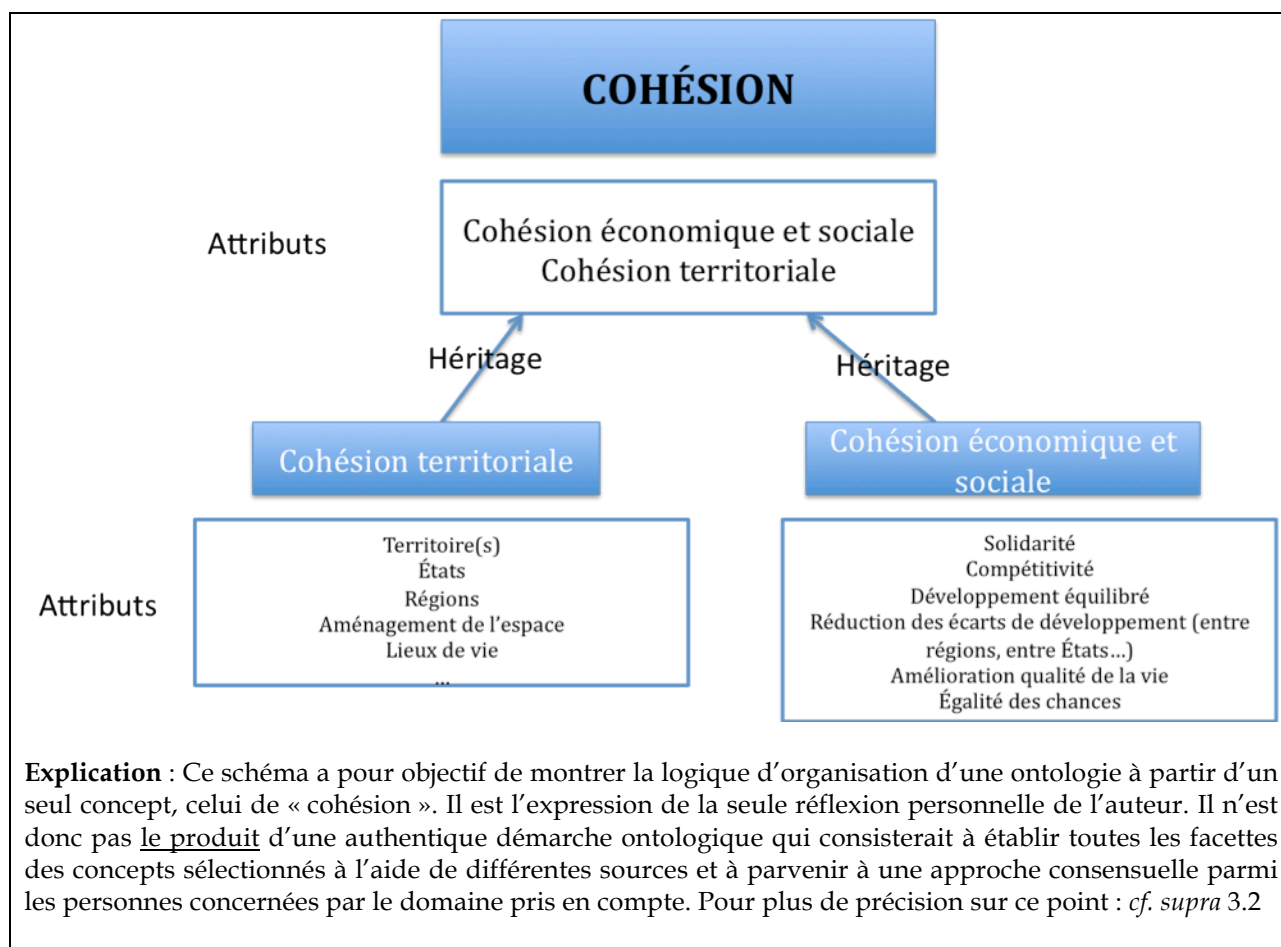 COHÉSION
Attributs
Cohésion économique et sociale
Cohésion territoriale
Héritage
Héritage
Cohésion territoriale
Cohésion économique et
sociale
Attributs
Territoire(s)
États
Régions
Aménagement de l’espace
Lieux de vie
...
Solidarité
Compétitivité
Développement équilibré
Réduction des écarts de développement (entre
régions, entre États…)
Amélioration qualité de la vie
Égalité des chances
Explication : Ce schéma a pour objectif de montrer la logique d’organisation d’une ontologie à partir d’un
seul concept, celui de « cohésion ». Il est l’expression de la seule réflexion personnelle de l’auteur. Il n’est
donc pas le produit d’une authentique démarche ontologique qui consisterait à établir toutes les facettes
des concepts sélectionnés à l’aide de différentes sources et à parvenir à une approche consensuelle parmi
les personnes concernées par le domaine pris en compte. Pour plus de précision sur ce point : cf. supra 3.2